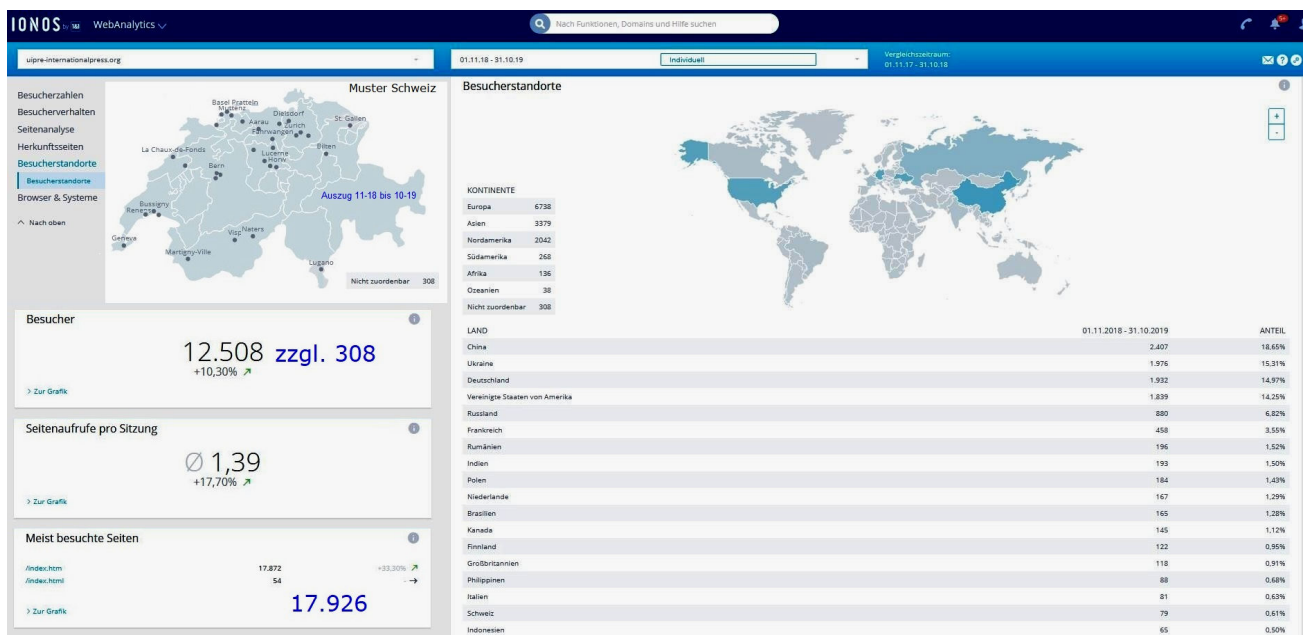 IONOS by 1&1 WebAnalytics
Nach Funktionen, Domains und Hilfe suchen
5+
uipre-internationalpress.org
01.11.18 - 31.10.19
Individuell
Vergleichszeitraum:
01.11.17 - 31.10.18
Besucherzahlen
Besucherverhalten
Seitenanalyse
Herkunftsseiten
Besucherstandorte
Besucherstandorte
Browser & Systeme
Nach oben
Muster Schweiz
Basel Pratteln
Muttenz
Dielsdorf
Aarau
Zurich
St. Gallen
Fahrwangen
La Chaux-de-Fonds
Lucerne
Horw
Bilten
Bern
Auszug 11-18 bis 10-19
Bussigny
Renens
Geneva
Visp
Naters
Martigny-Ville
Lugano
Nicht zuordenbar 308
Besucher
12.508 zzgl. 308
+10,30%
> Zur Grafik
Seitenaufrufe pro Sitzung
Ø 1,39
+17,70%
> Zur Grafik
Meist besuchte Seiten
/index.htm 17.872 +33,30%
/index.html 54 -
17.926
> Zur Grafik
Besucherstandorte
+
-
KONTINENTE
Europa 6738
Asien 3379
Nordamerika 2042
Südamerika 268
Afrika 136
Ozeanien 38
Nicht zuordenbar 308
LAND 01.11.2018 - 31.10.2019 ANTEIL
China 2.407 18,65%
Ukraine 1.976 15,31%
Deutschland 1.932 14,97%
Vereinigte Staaten von Amerika 1.839 14,25%
Russland 880 6,82%
Frankreich 458 3,55%
Rumänien 196 1,52%
Indien 193 1,50%
Polen 184 1,43%
Niederlande 167 1,29%
Brasilien 165 1,28%
Kanada 145 1,12%
Finnland 122 0,95%
Großbritannien 118 0,91%
Philippinen 88 0,68%
Italien 81 0,63%
Schweiz 79 0,61%
Indonesien 65 0,50%